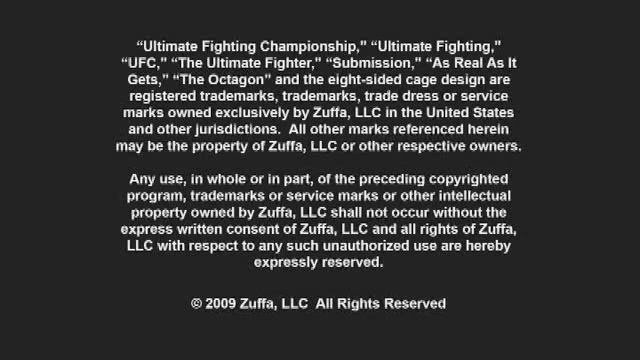 “Ultimate Fighting Championship,” “Ultimate Fighting,”
“UFC,” “The Ultimate Fighter,” “Submission,” “As Real As It
Gets,” “The Octagon” and the eight-sided cage design are
registered trademarks, trademarks, trade dress or service
marks owned exclusively by Zuffa, LLC in the United States
and other jurisdictions.  All other marks referenced herein
may be the property of Zuffa, LLC or other respective owners.
Any use, in whole or in part, of the preceding copyrighted
program, trademarks or service marks or other intellectual
property owned by Zuffa, LLC shall not occur without the
express written consent of Zuffa, LLC and all rights of Zuffa,
LLC with respect to any such unauthorized use are hereby
expressly reserved.
© 2009 Zuffa, LLC  All Rights Reserved